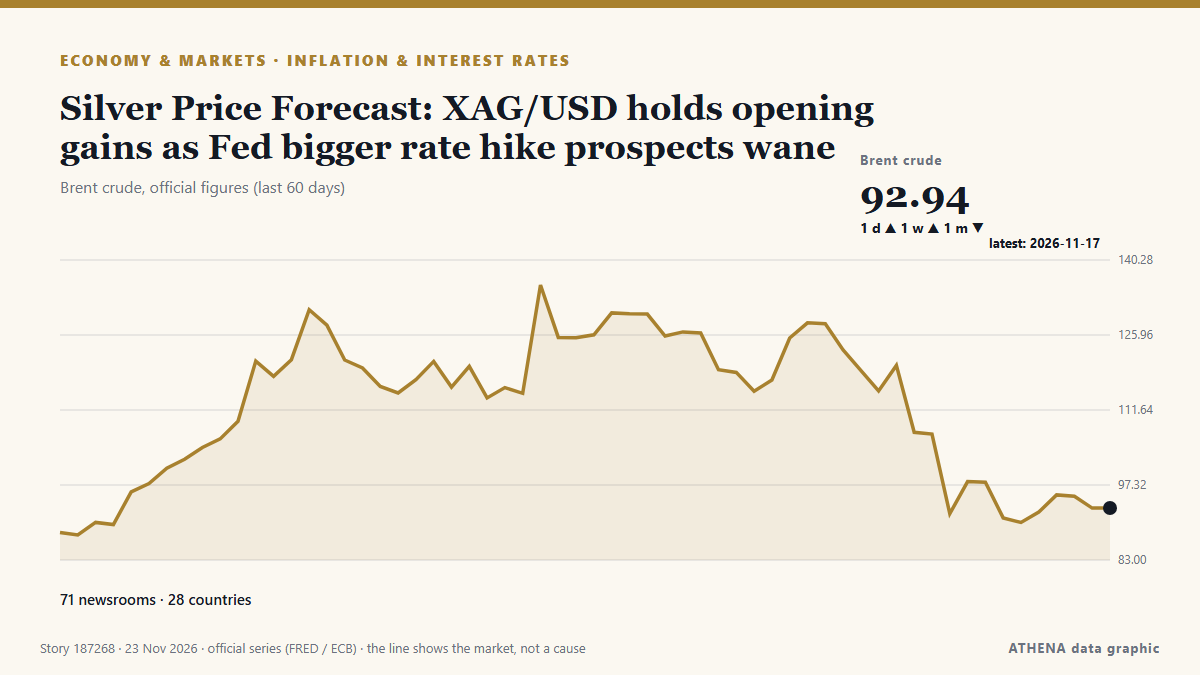 ECONOMY & MARKETS · INFLATION & INTEREST RATES
Silver Price Forecast: XAG/USD holds opening
gains as Fed bigger rate hike prospects wane
Brent crude, official figures (last 60 days)
Brent crude
92.94
1 d ▲ 1 w ▲ 1 m ▼
latest: 2026-11-17
140.28
125.96
111.64
97.32
83.00
71 newsrooms · 28 countries
Story 187268 · 23 Nov 2026 · official series (FRED / ECB) · the line shows the market, not a cause
ATHENA data graphic